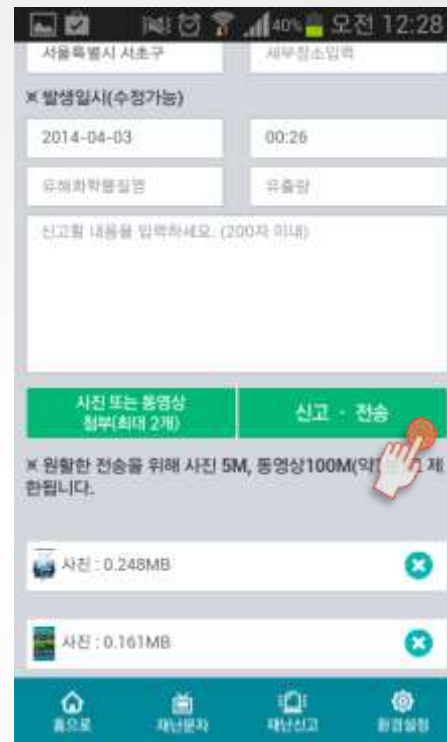 40% 오전 12:28
서울특별시 서초구 세부장소입력
※ 발생일시(수정가능)
2014-04-03 00:26
유해화학물질명 유출량
신고할 내용을 입력하세요. (200자 이내)
사진 또는 동영상 신고 · 전송
첨부(최대 2개)
※ 원활한 전송을 위해 사진 5M, 동영상100M(약 제
한됩니다.
사진 : 0.248MB
사진 : 0.161MB
홈으로 재난문자 재난신고 환경설정